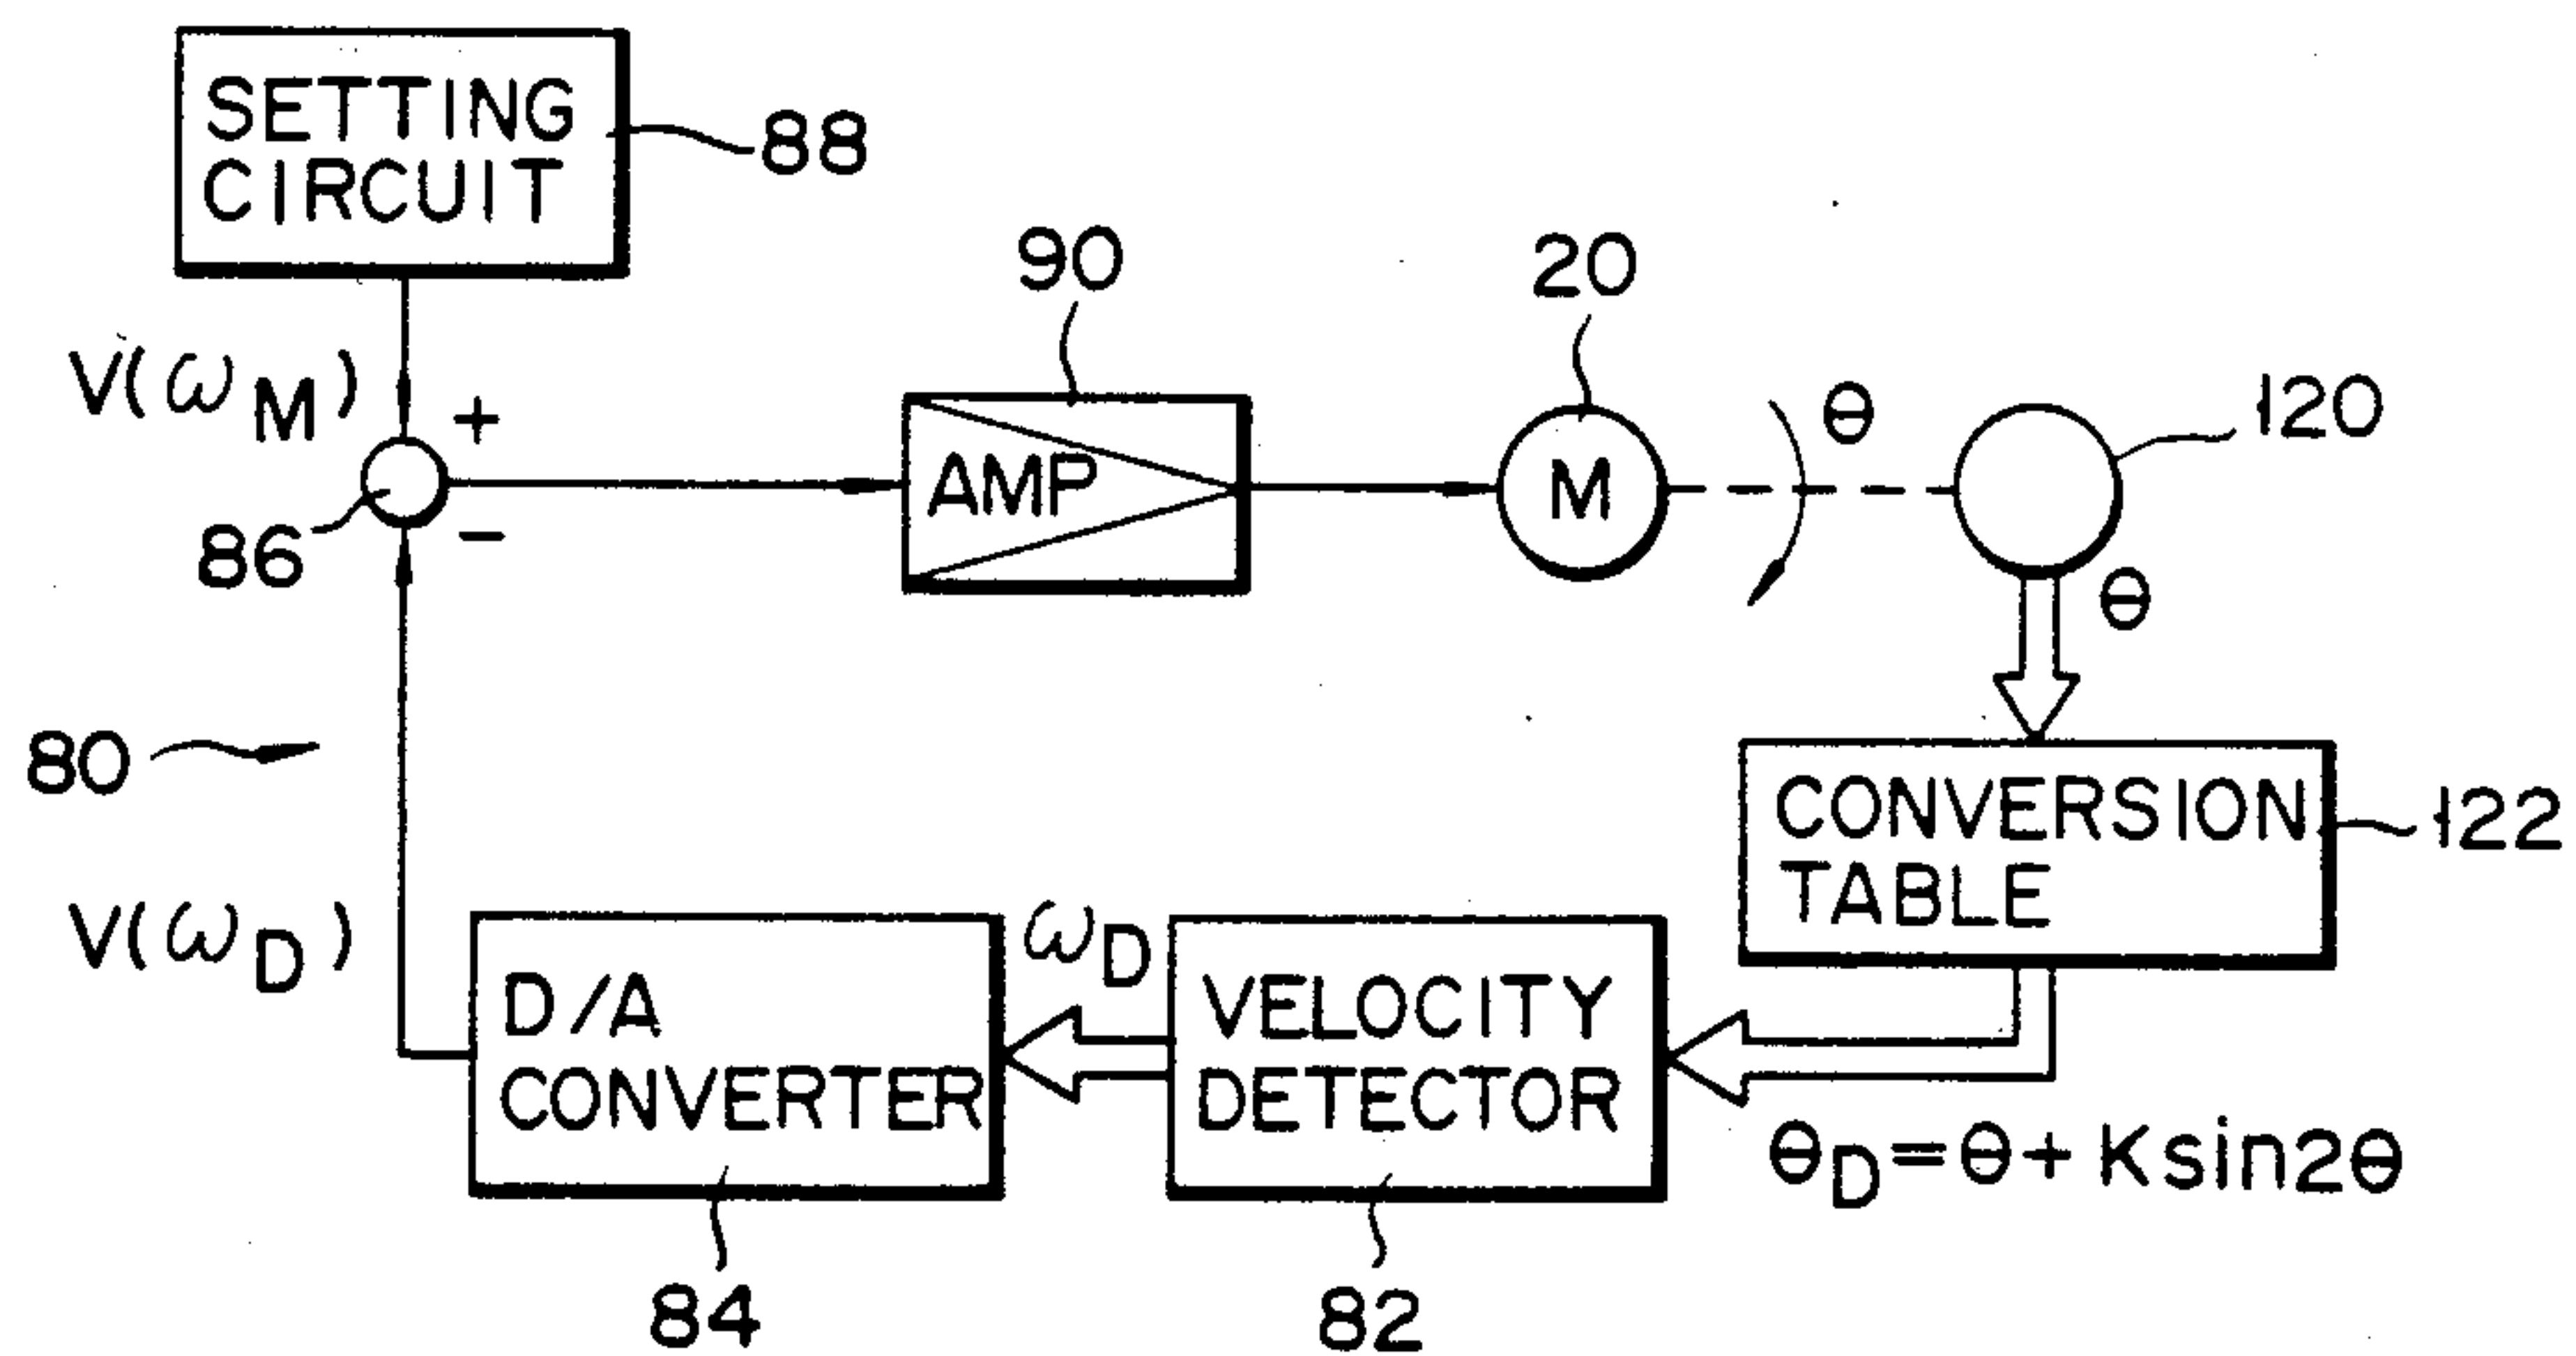 SETTING
CIRCUIT
88
90
20
V(ωM)
+
θ
120
AMP
M
86
−
θ
80
CONVERSION
TABLE
122
V(ωD)
ωD
D/A
CONVERTER
VELOCITY
DETECTOR
θD=θ+Ksin2θ
84
82